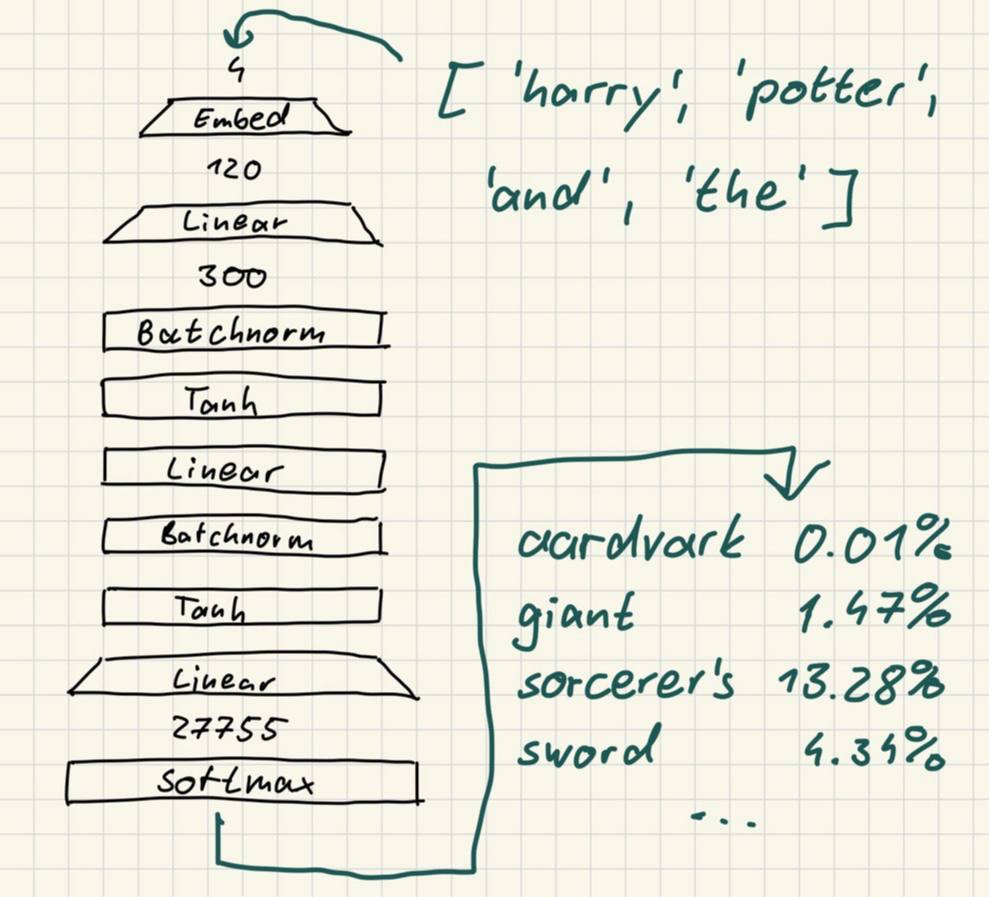 4
Embed
120
Linear
300
Batchnorm
Tanh
Linear
Batchnorm
Tanh
Linear
27755
Softmax
[ 'harry', 'potter',
'and', 'the' ]
aardvark 0.01%
giant 1.47%
sorcerer's 13.28%
sword 4.34%
...